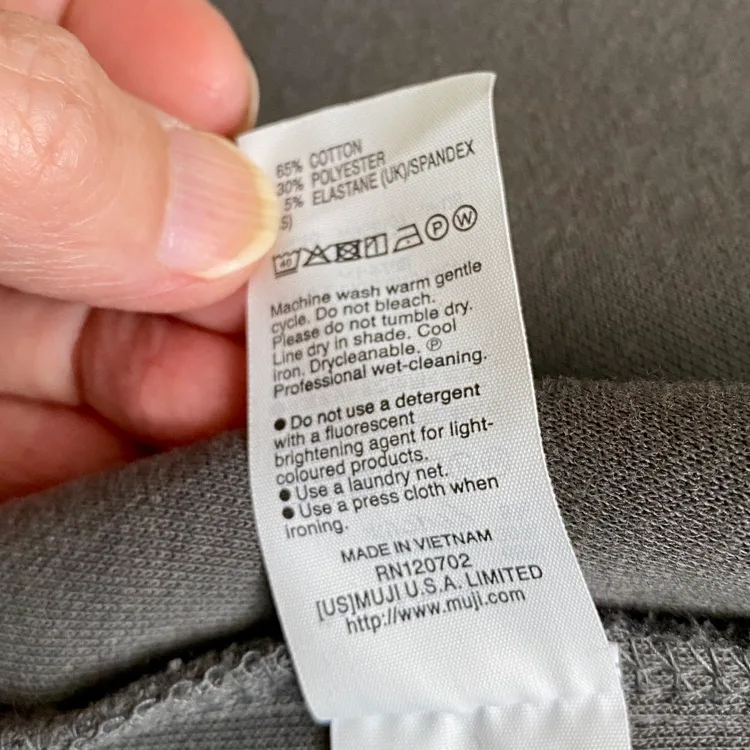 65% COTTON
30% POLYESTER
5% ELASTANE (UK)/SPANDEX
S)
40 P W
Machine wash warm gentle
cycle. Do not bleach.
Please do not tumble dry.
Line dry in shade. Cool
iron. Drycleanable. Ⓟ
Professional wet-cleaning.
● Do not use a detergent
with a fluorescent
brightening agent for light-
coloured products.
● Use a laundry net.
● Use a press cloth when
ironing.
MADE IN VIETNAM
RN120702
[US]MUJI U.S.A. LIMITED
http://www.muji.com